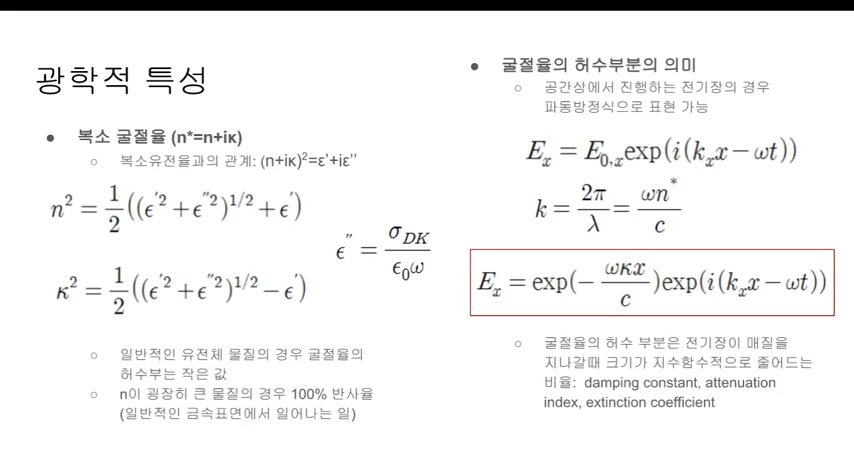 광학적 특성
● 복소 굴절율 (n*=n+iκ)
○ 복소유전율과의 관계: (n+iκ)²=ε'+iε''
n² = 1/2((ϵ'² + ϵ''²)^1/2 + ϵ')
κ² = 1/2((ϵ'² + ϵ''²)^1/2 − ϵ')
ϵ'' = σ_DK/ϵ₀ω
○ 일반적인 유전체 물질의 경우 굴절율의
허수부는 작은 값
○ n이 굉장히 큰 물질의 경우 100% 반사율
(일반적인 금속표면에서 일어나는 일)
● 굴절율의 허수부분의 의미
○ 공간상에서 진행하는 전기장의 경우
파동방정식으로 표현 가능
E_x = E_0,x exp(i(k_x x − ωt))
k = 2π/λ = ωn*/c
E_x = exp(− ωκx/c)exp(i(k_x x − ωt))
○ 굴절율의 허수 부분은 전기장이 매질을
지나갈때 크기가 지수함수적으로 줄어드는
비율: damping constant, attenuation
index, extinction coefficient